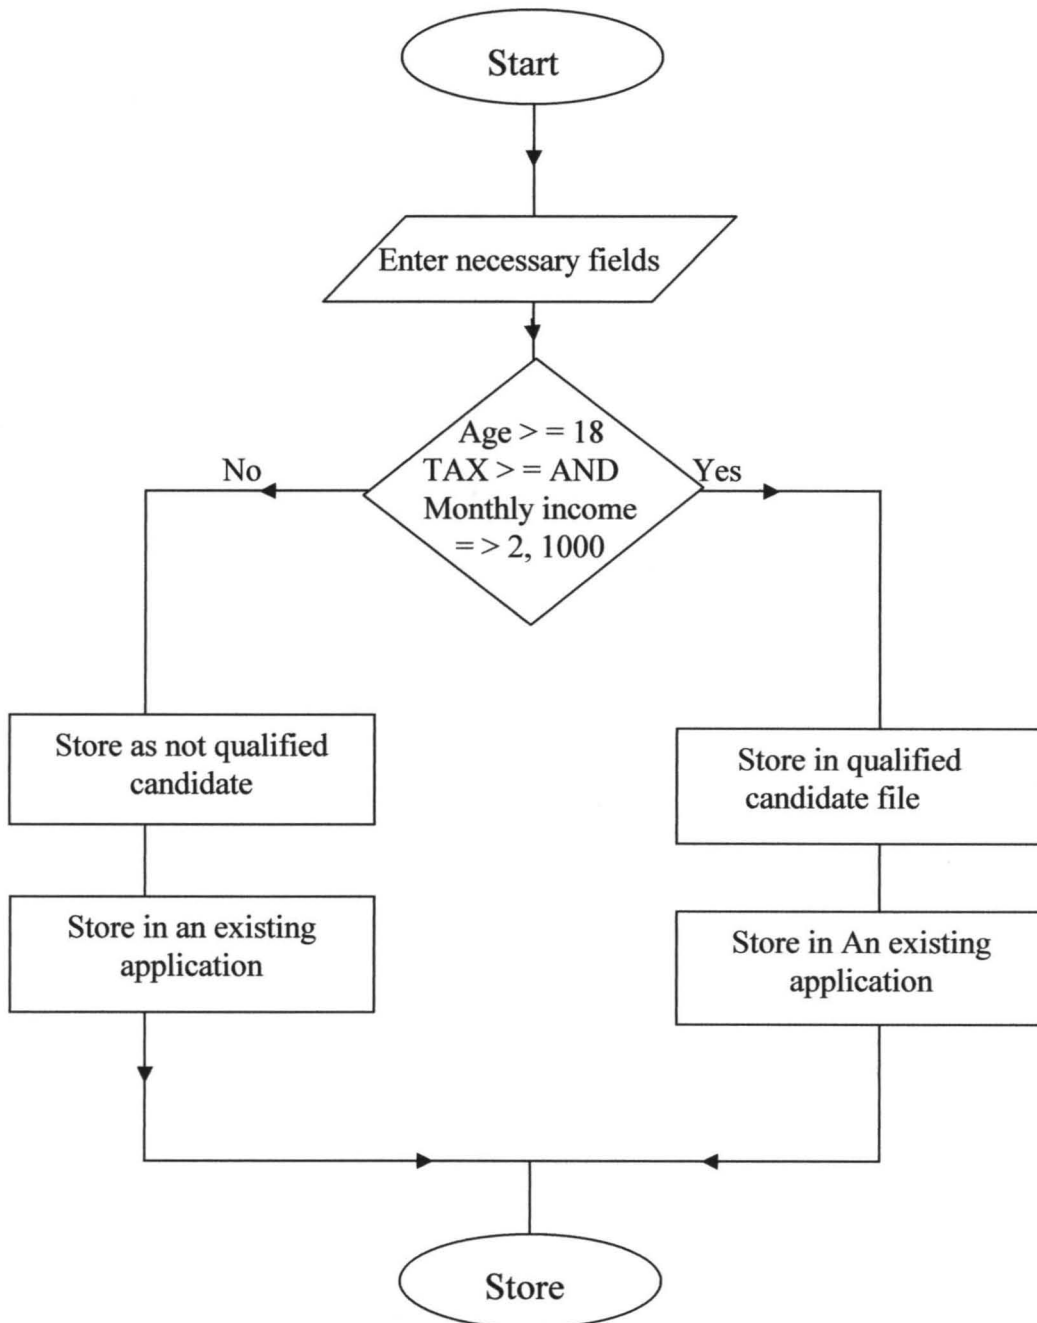 Start
Enter necessary fields
Age > = 18
TAX > = AND
Monthly income
= > 2, 1000
No
Yes
Store as not qualified
candidate
Store in qualified
candidate file
Store in an existing
application
Store in An existing
application
Store